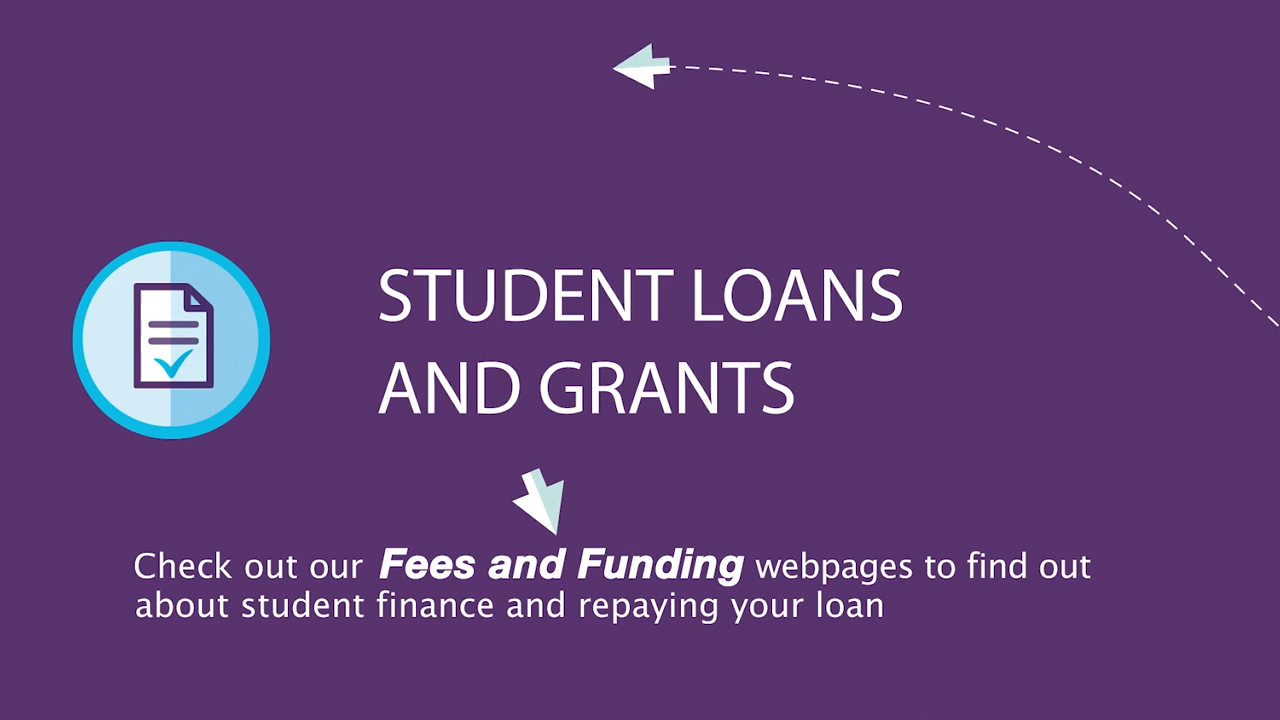 STUDENT LOANS
AND GRANTS
Check out our Fees and Funding webpages to find out
about student finance and repaying your loan